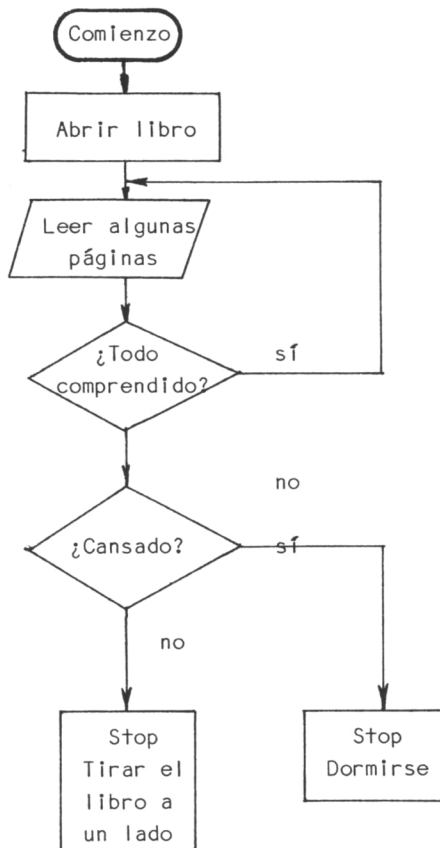 Comienzo
Abrir libro
Leer algunas
páginas
¿Todo
comprendido?
sí
no
¿Cansado?
sí
no
Stop
Tirar el
libro a
un lado
Stop
Dormirse